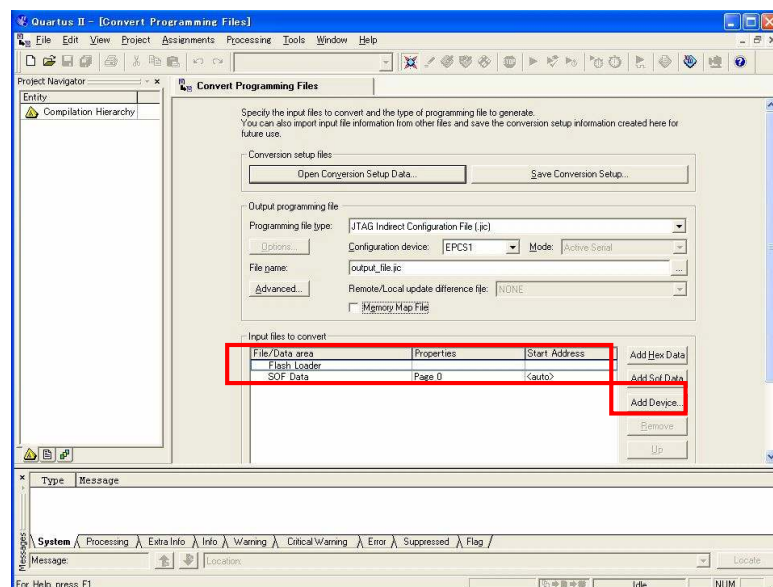 Quartus II - [Convert Programming Files]
File Edit View Project Assignments Processing Tools Window Help
Project Navigator
Entity
Compilation Hierarchy
Convert Programming Files
Specify the input files to convert and the type of programming file to generate.
You can also import input file information from other files and save the conversion setup information created here for
future use.
Conversion setup files
Open Conversion Setup Data...
Save Conversion Setup...
Output programming file
Programming file type: JTAG Indirect Configuration File (.jic)
Options... Configuration device: EPCS1 Mode: Active Serial
File name: output_file.jic ...
Advanced... Remote/Local update difference file: NONE
Memory Map File
Input files to convert
File/Data area Properties Start Address
Flash Loader
SOF Data Page 0 <auto>
Add Hex Data
Add Sof Data
Add Device...
Remove
Up
Type Message
System Processing Extra Info Info Warning Critical Warning Error Suppressed Flag
Messages
Message: Location: Locate
For Help, press F1 Idle NUM